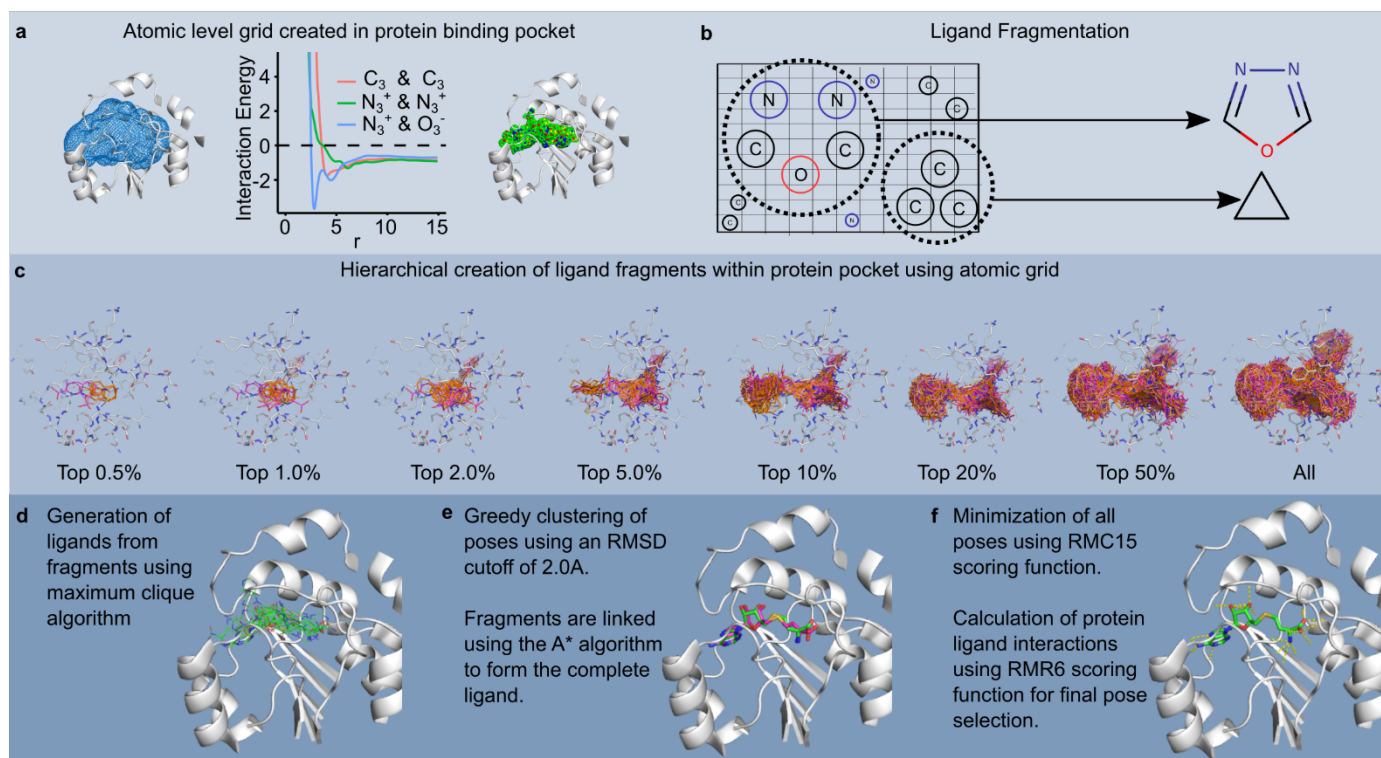 a Atomic level grid created in protein binding pocket
Interaction Energy
4
2
0
-2
C3 & C3
N3+ & N3+
N3+ & O3-
0 5 10 15
r
b Ligand Fragmentation
N N
C C
O
C
C C
C
C
C
C
N
N
N N
O
c Hierarchical creation of ligand fragments within protein pocket using atomic grid
Top 0.5% Top 1.0% Top 2.0% Top 5.0% Top 10% Top 20% Top 50% All
d Generation of
ligands from
fragments using
maximum clique
algorithm
e Greedy clustering of
poses using an RMSD
cutoff of 2.0A.
Fragments are linked
using the A* algorithm
to form the complete
ligand.
f Minimization of all
poses using RMC15
scoring function.
Calculation of protein
ligand interactions
using RMR6 scoring
function for final pose
selection.